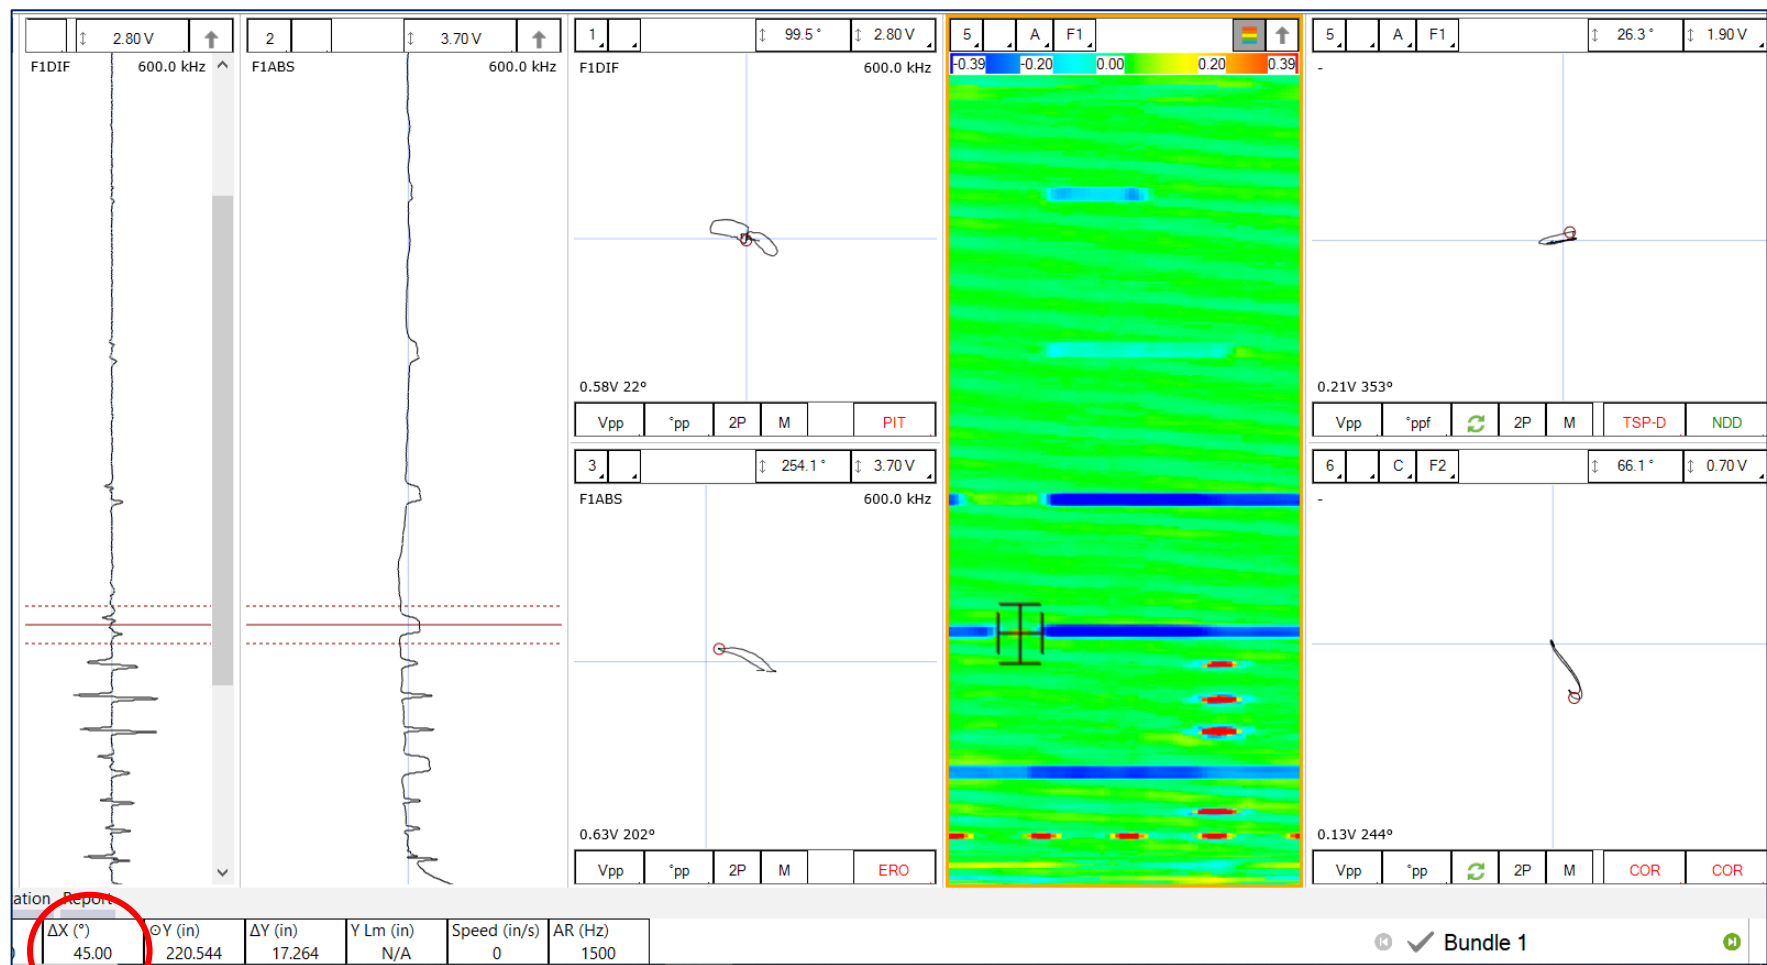 2.80 V
F1DIF 600.0 kHz
2 3.70 V
F1ABS 600.0 kHz
1 99.5 ° 2.80 V
F1DIF 600.0 kHz
0.58V 22°
Vpp °pp 2P M PIT
3 254.1 ° 3.70 V
F1ABS 600.0 kHz
0.63V 202°
Vpp °pp 2P M ERO
5 A F1
-0.39 -0.20 0.00 0.20 0.39
5 A F1 26.3 ° 1.90 V
-
0.21V 353°
Vpp °ppf 2P M TSP-D NDD
6 C F2 66.1 ° 0.70 V
-
0.13V 244°
Vpp °pp 2P M COR COR
ation Report
ΔX (°) ⊙Y (in) ΔY (in) Y Lm (in) Speed (in/s) AR (Hz)
45.00 220.544 17.264 N/A 0 1500
Bundle 1